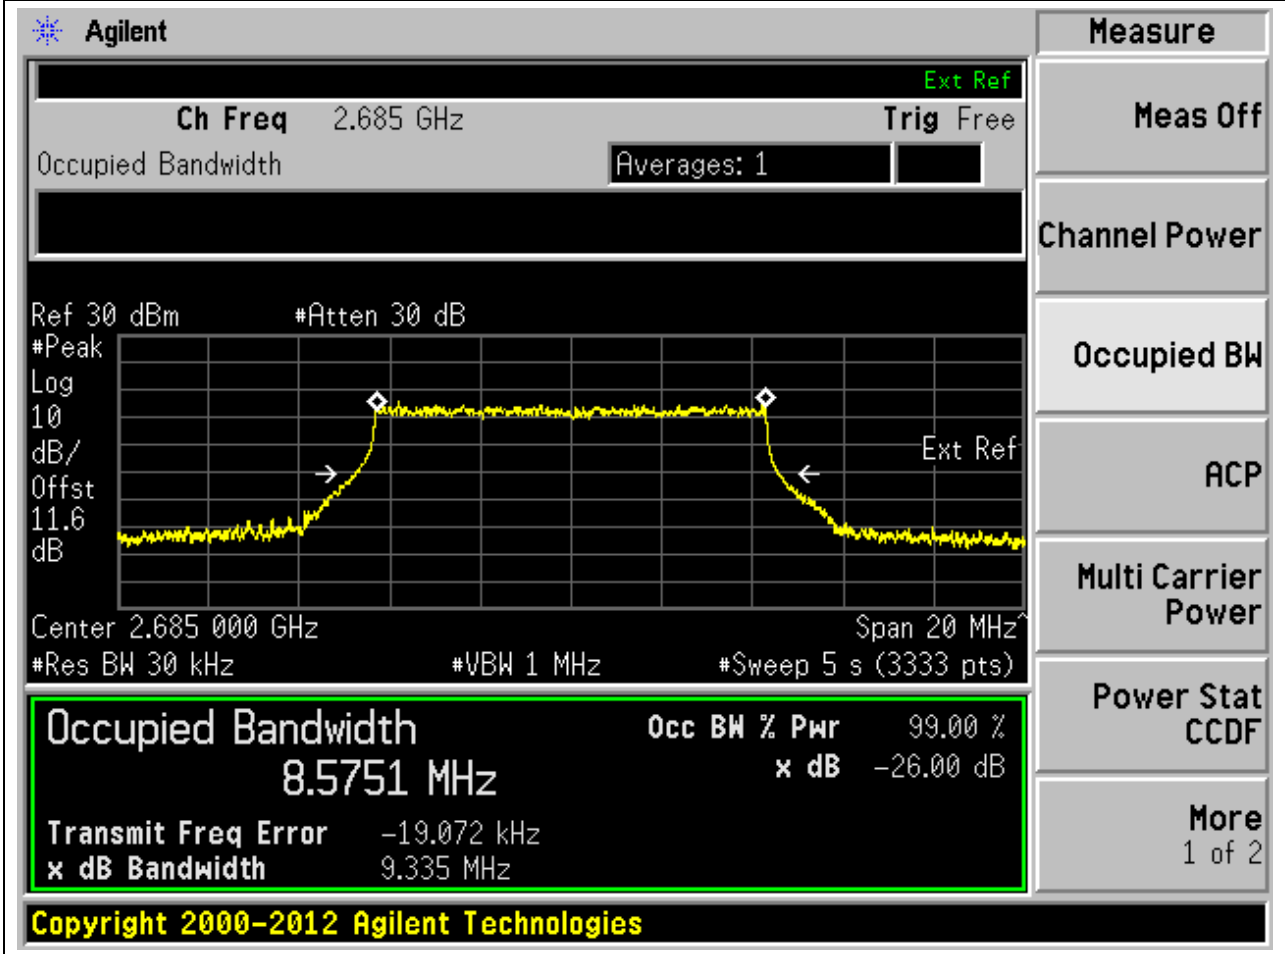 Agilent
Measure
Ext Ref
Ch Freq 2.685 GHz Trig Free
Meas Off
Occupied Bandwidth Averages: 1
Channel Power
Ref 30 dBm #Atten 30 dB
#Peak
Log
10
dB/
Offst
11.6
dB
Ext Ref
Occupied BW
ACP
Center 2.685 000 GHz Span 20 MHz^
#Res BW 30 kHz #VBW 1 MHz #Sweep 5 s (3333 pts)
Multi Carrier
Power
Occupied Bandwidth Occ BW % Pwr 99.00 %
8.5751 MHz x dB -26.00 dB
Transmit Freq Error -19.072 kHz
x dB Bandwidth 9.335 MHz
Power Stat
CCDF
More
1 of 2
Copyright 2000-2012 Agilent Technologies